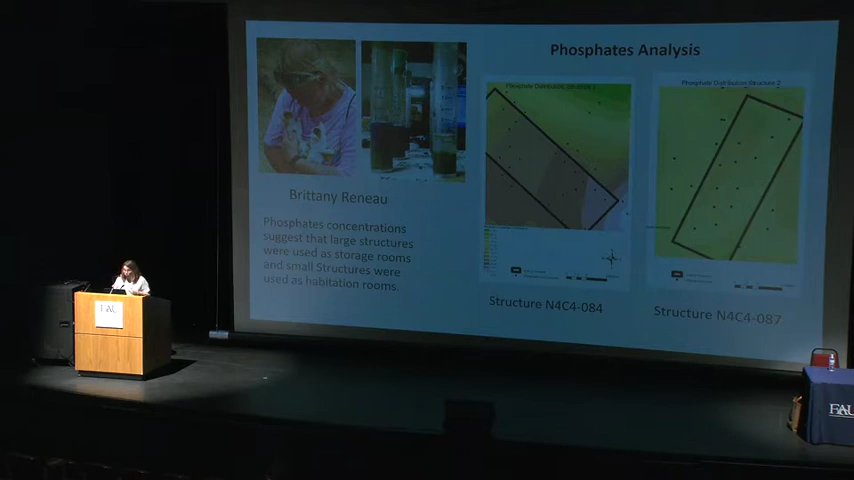 Phosphates Analysis
Brittany Reneau
Phosphates concentrations
suggest that large structures
were used as storage rooms
and small Structures were
used as habitation rooms.
Phosphate Distribution Structure 2
Structure N4C4-084
Structure N4C4-087
FAU
FAU